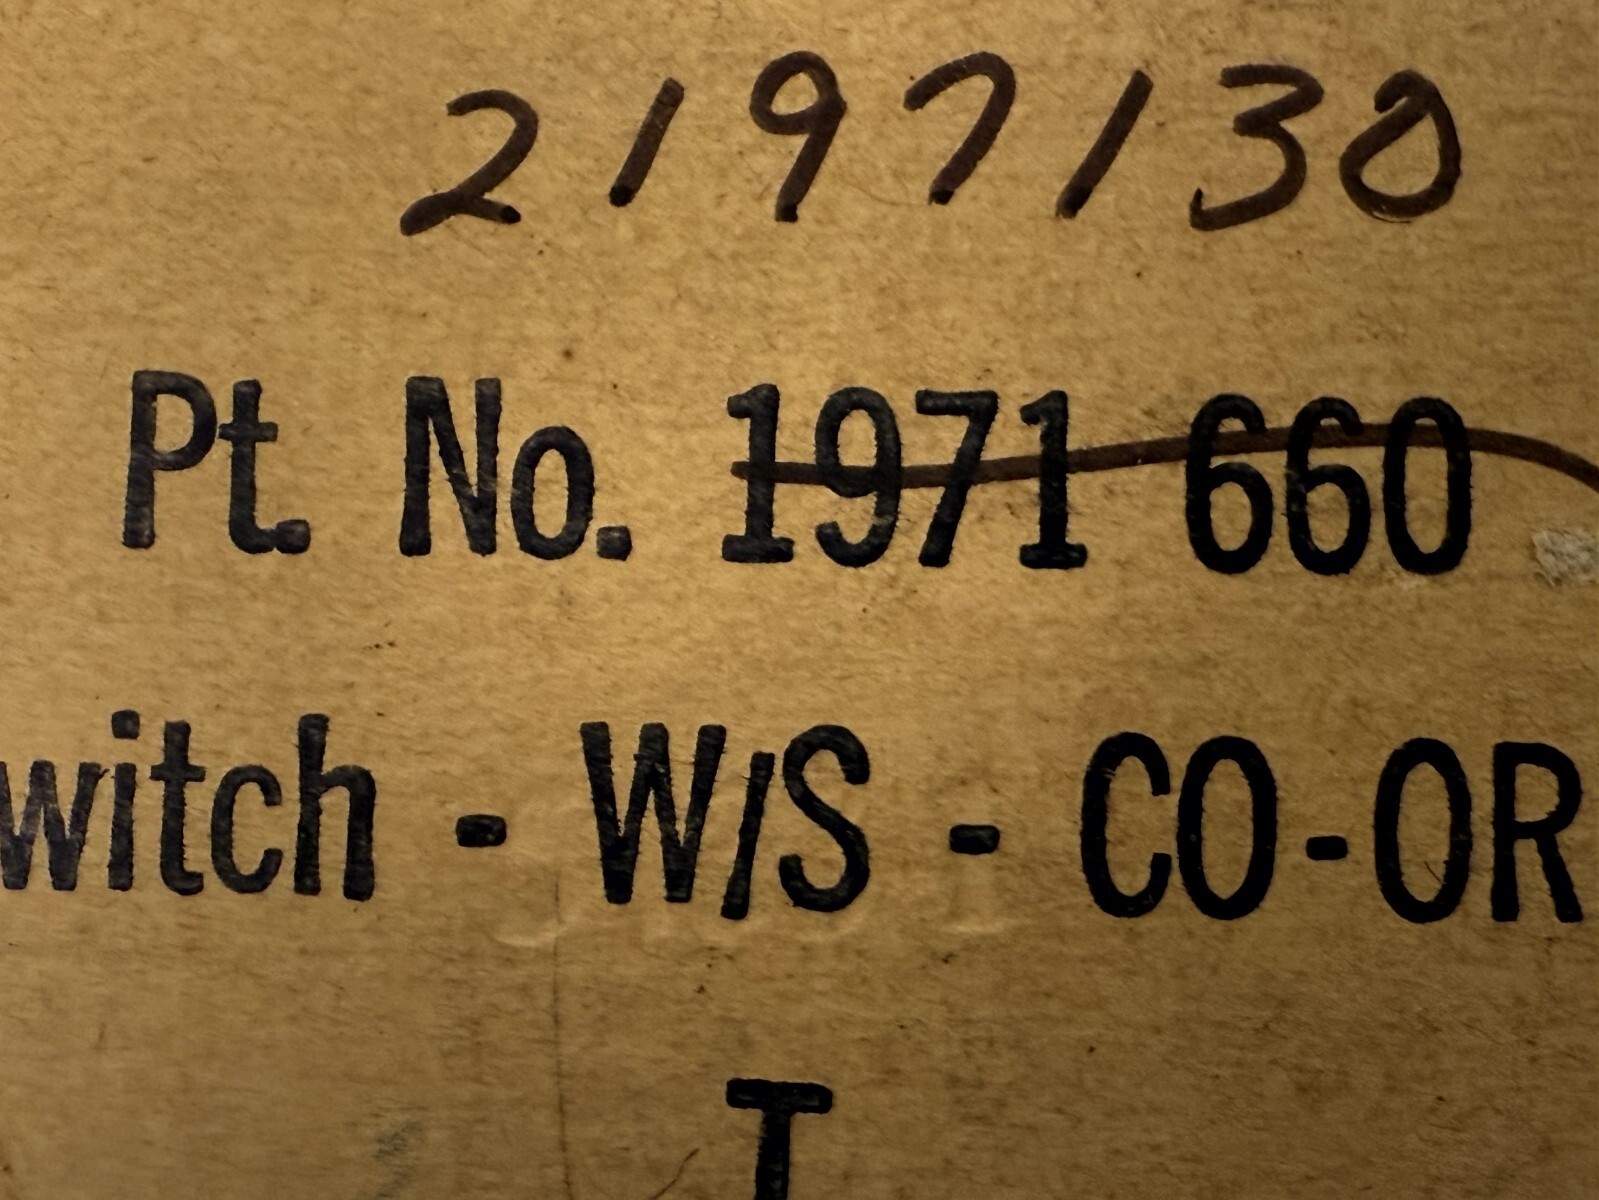 2197130
Pt. No. 1971 660
witch - W/S - CO-OR
T